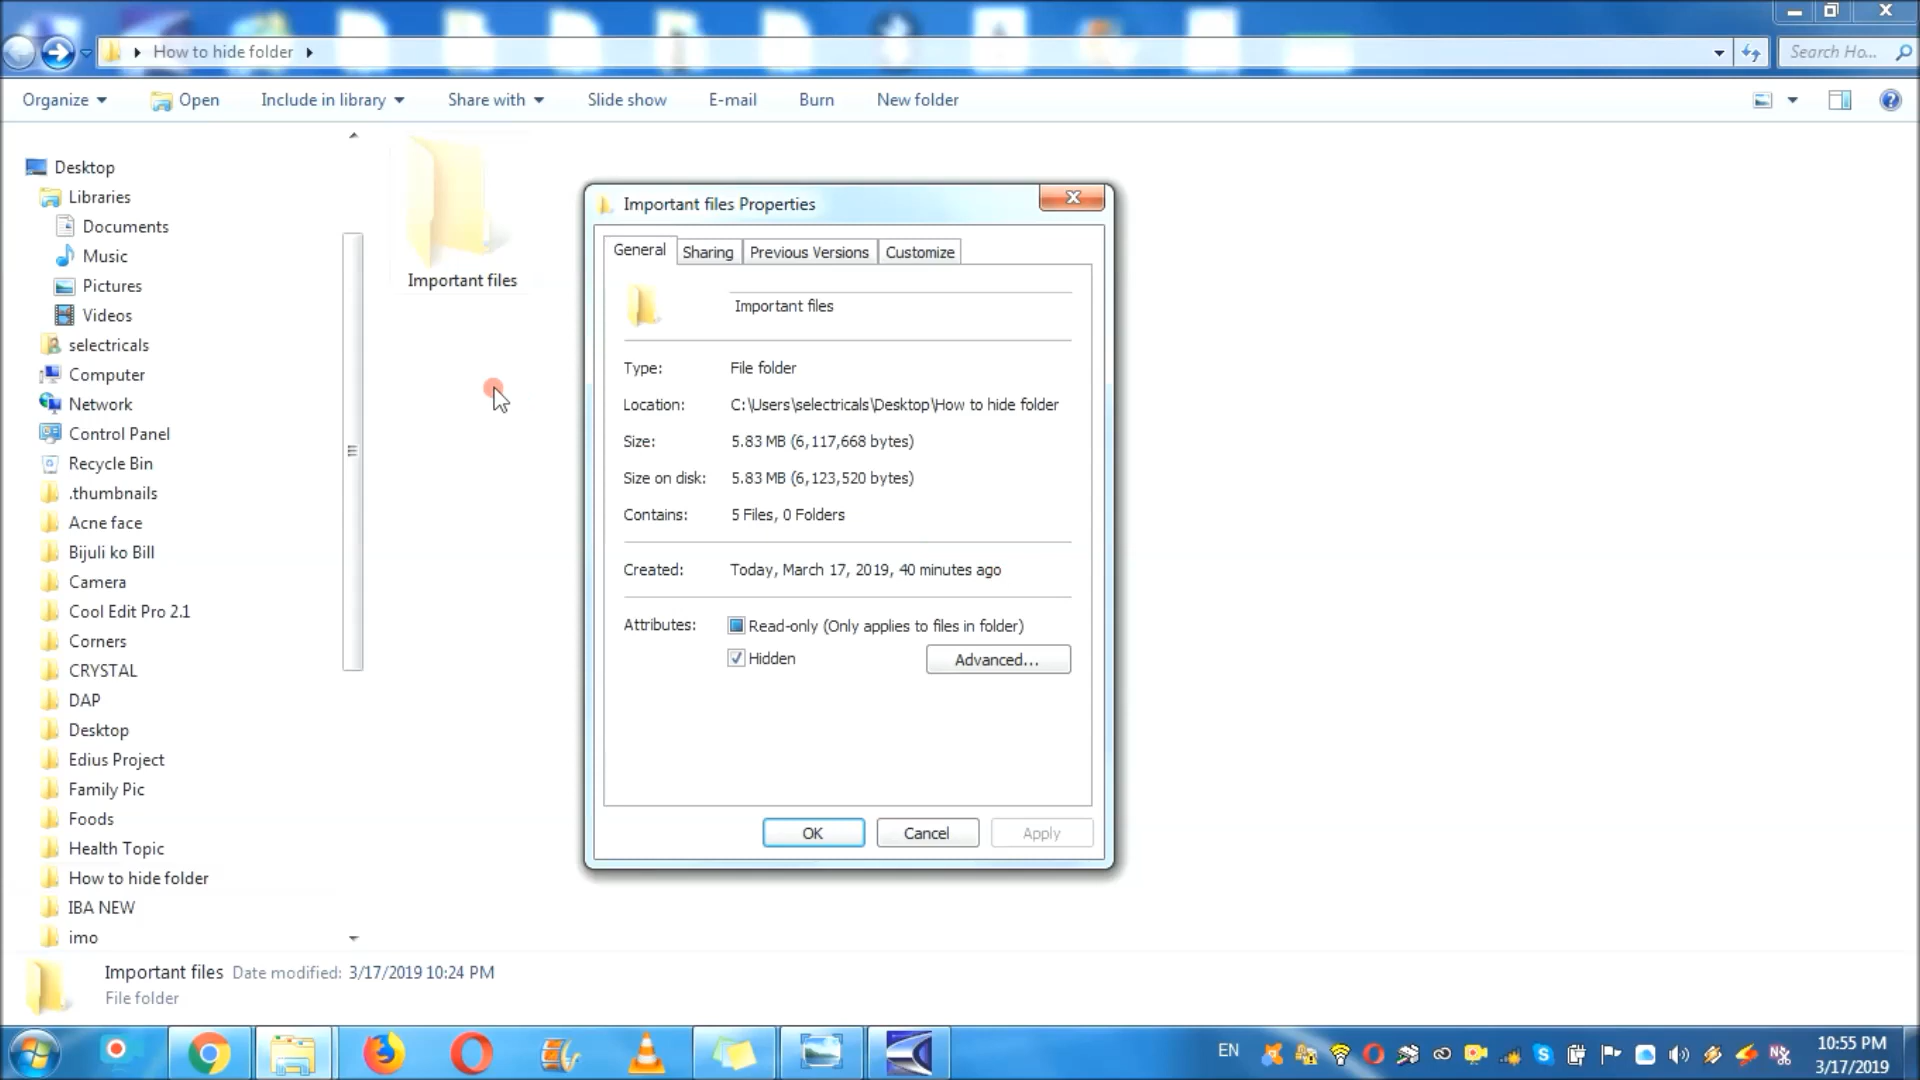 How to hide folder
Search Ho...
Organize
Open
Include in library
Share with
Slide show
E-mail
Burn
New folder
Desktop
Libraries
Documents
Music
Pictures
Videos
selectricals
Computer
Network
Control Panel
Recycle Bin
.thumbnails
Acne face
Bijuli ko Bill
Camera
Cool Edit Pro 2.1
Corners
CRYSTAL
DAP
Desktop
Edius Project
Family Pic
Foods
Health Topic
How to hide folder
IBA NEW
imo
Important files
Important files Properties
General
Sharing
Previous Versions
Customize
Important files
Type: File folder
Location: C:\Users\selectricals\Desktop\How to hide folder
Size: 5.83 MB (6,117,668 bytes)
Size on disk: 5.83 MB (6,123,520 bytes)
Contains: 5 Files, 0 Folders
Created: Today, March 17, 2019, 40 minutes ago
Attributes: Read-only (Only applies to files in folder)
Hidden
Advanced...
OK
Cancel
Apply
Important files Date modified: 3/17/2019 10:24 PM
File folder
EN
10:55 PM
3/17/2019